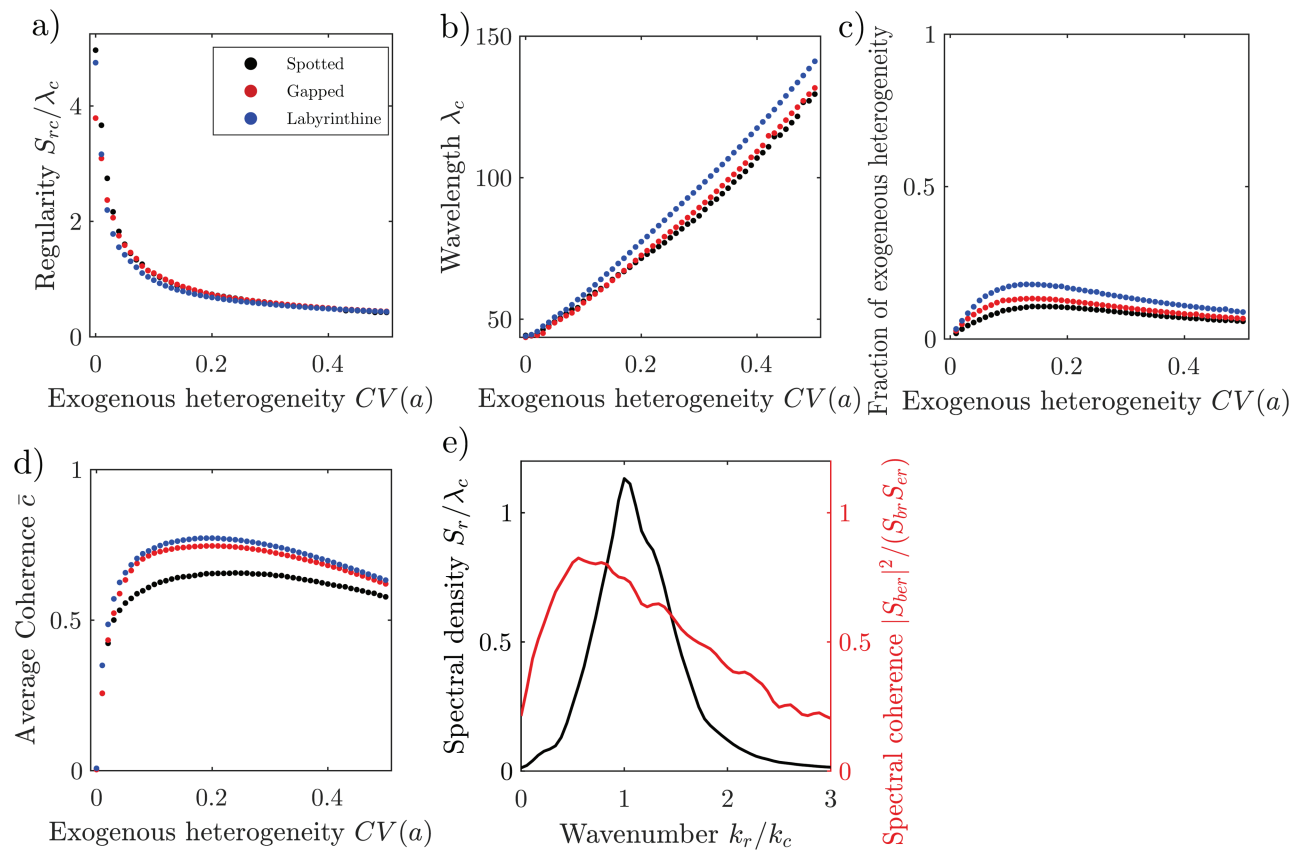 a)
Regularity S_rc/λ_c
4
2
0
0
0.2
0.4
Exogenous heterogeneity CV(a)
Spotted
Gapped
Labyrinthine
b)
Wavelength λ_c
150
100
50
0
0.2
0.4
Exogenous heterogeneity CV(a)
c)
Fraction of exogeneous heterogeneity
1
0.5
0
0
0.2
0.4
Exogenous heterogeneity CV(a)
d)
Average Coherence c̄
1
0.5
0
0
0.2
0.4
Exogenous heterogeneity CV(a)
e)
Spectral density S_r/λ_c
1
0.5
0
0
1
2
3
Wavenumber k_r/k_c
1
0.5
0
Spectral coherence |S_ber|²/(S_br S_er)